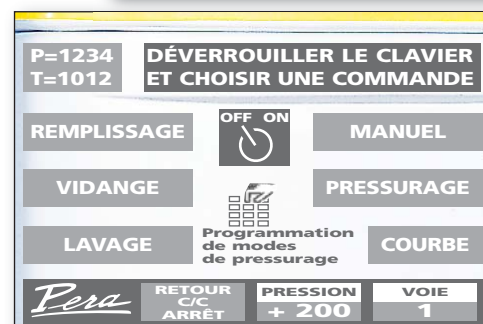 P=1234
T=1012
DÉVERROUILLER LE CLAVIER
ET CHOISIR UNE COMMANDE
REMPLISSAGE
OFF ON
MANUEL
VIDANGE
PRESSURAGE
LAVAGE
Programmation
de modes
de pressurage
COURBE
Pera
RETOUR
C/C
ARRÊT
PRESSION
+ 200
VOIE
1